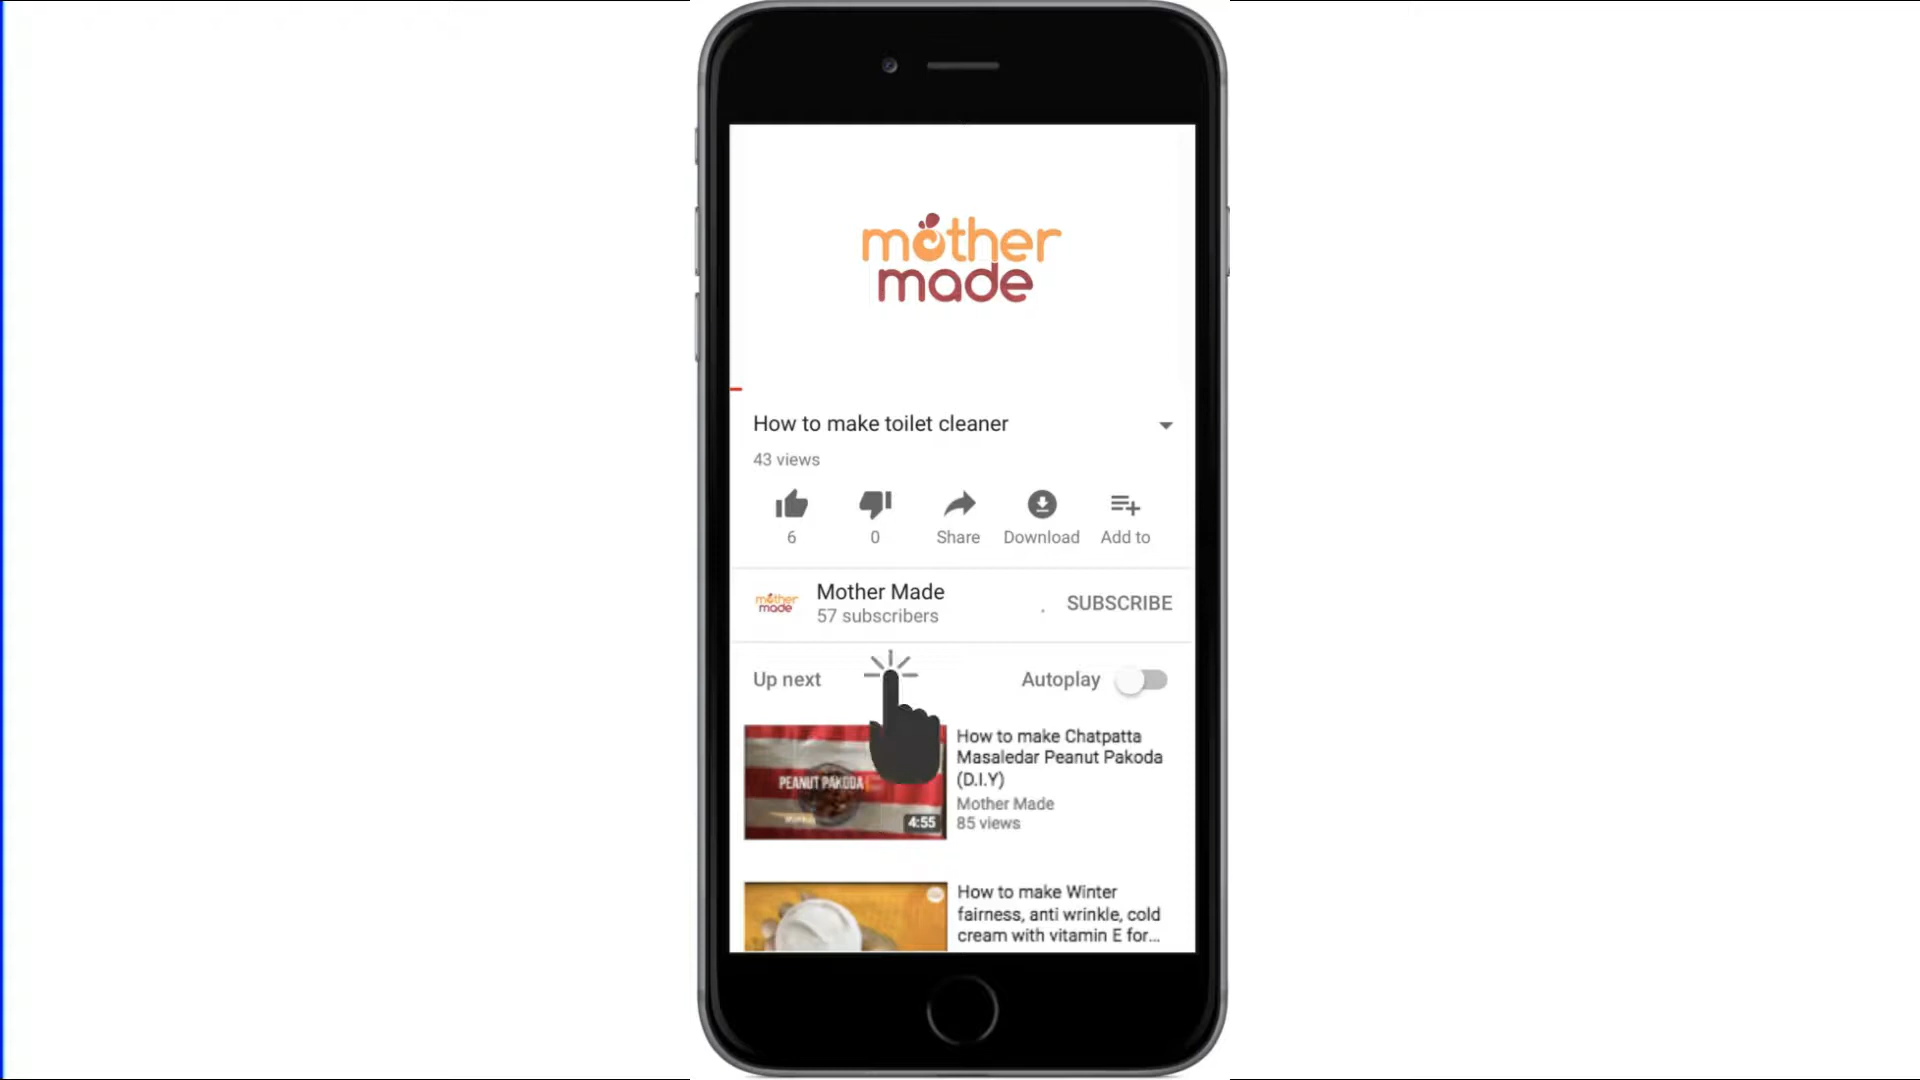 mother
made
How to make toilet cleaner
43 views
6
0
Share
Download
Add to
mother
made
Mother Made
57 subscribers
SUBSCRIBE
Up next
Autoplay
PEANUT PAKODA
4:55
How to make Chatpatta
Masaledar Peanut Pakoda
(D.I.Y)
Mother Made
85 views
How to make Winter
fairness, anti wrinkle, cold
cream with vitamin E for...